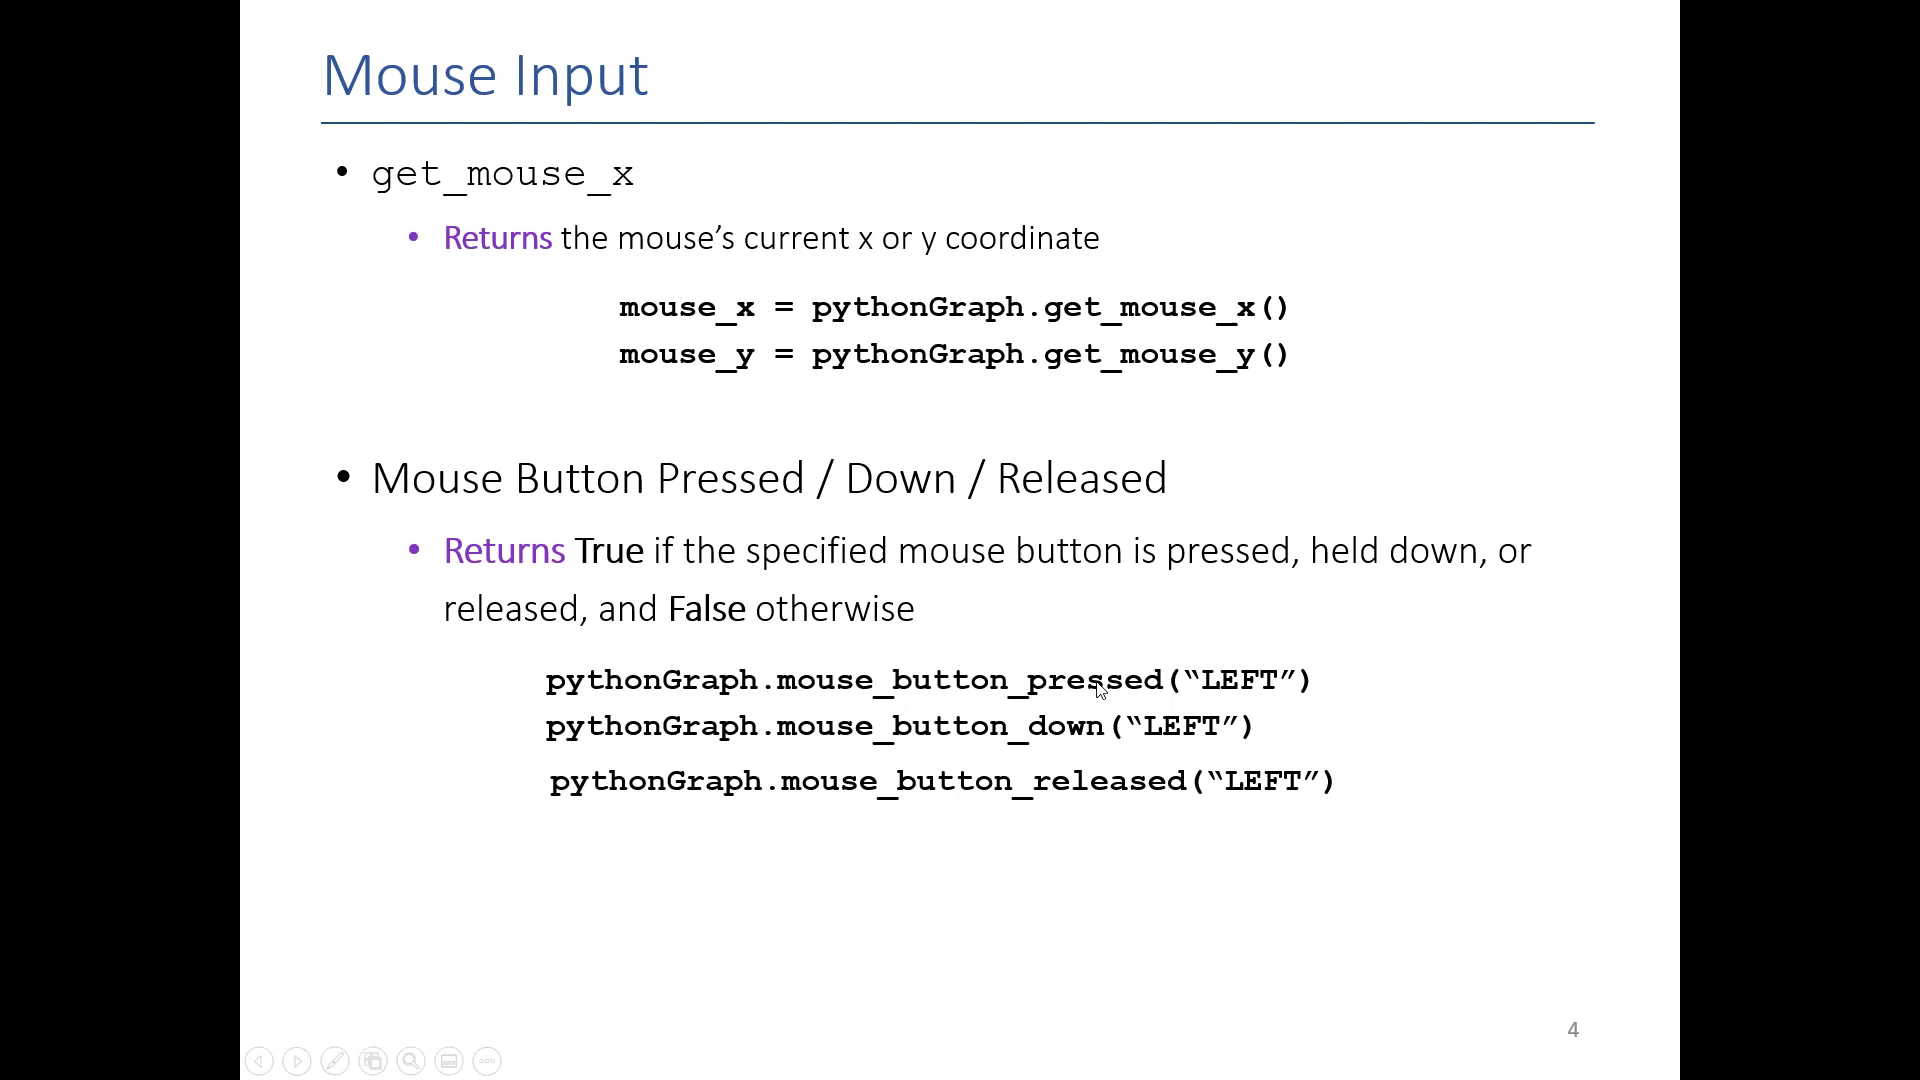 Mouse Input
• get_mouse_x
• Returns the mouse’s current x or y coordinate
mouse_x = pythonGraph.get_mouse_x()
mouse_y = pythonGraph.get_mouse_y()
• Mouse Button Pressed / Down / Released
• Returns True if the specified mouse button is pressed, held down, or
released, and False otherwise
pythonGraph.mouse_button_pressed(“LEFT”)
pythonGraph.mouse_button_down(“LEFT”)
pythonGraph.mouse_button_released(“LEFT”)
4